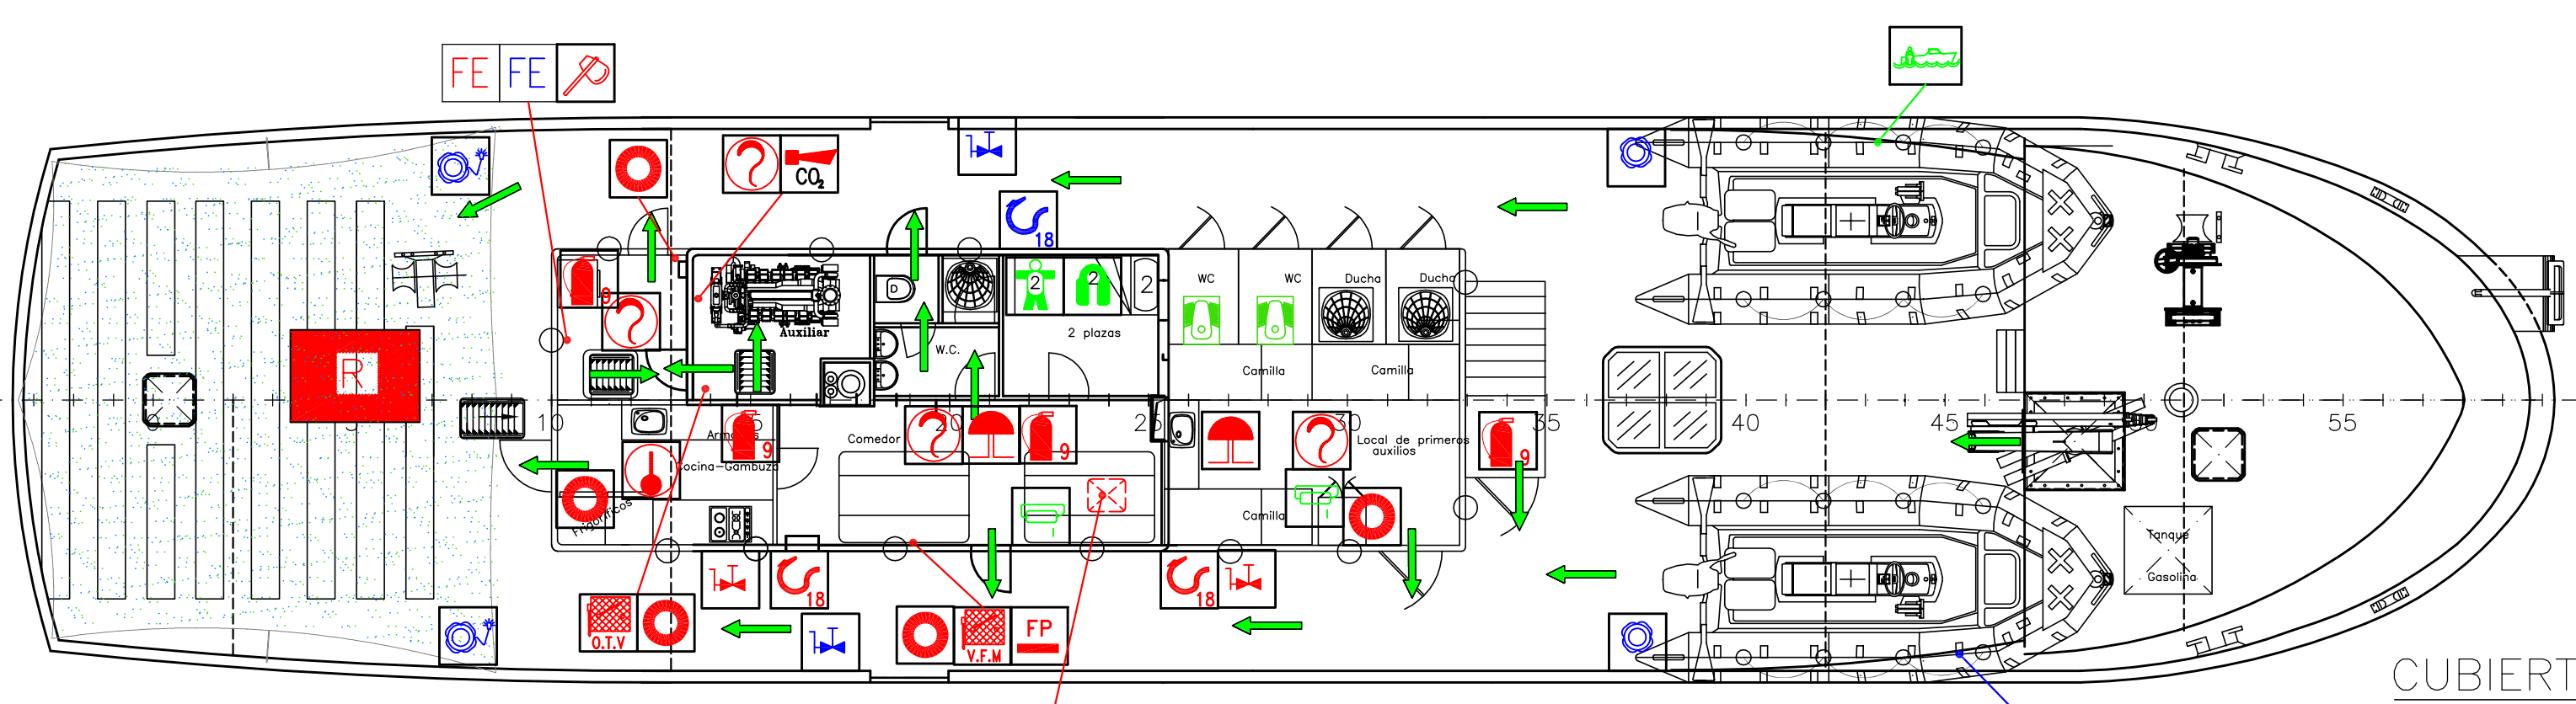 FE FE
CO2
18
9
WC WC Ducha Ducha
2 2 2
D
Auxiliar
2 plazas
W.C.
Camilla Camilla
R
10 20 25 30 35 40 45 55
9 9 9
Comedor
Local de primeros
auxilios
Cocina-Gambuza
Frigoríficos
Camilla
Tanque
Gasolina
18 18
O.T.V
V.F.M
FP
CUBIERT